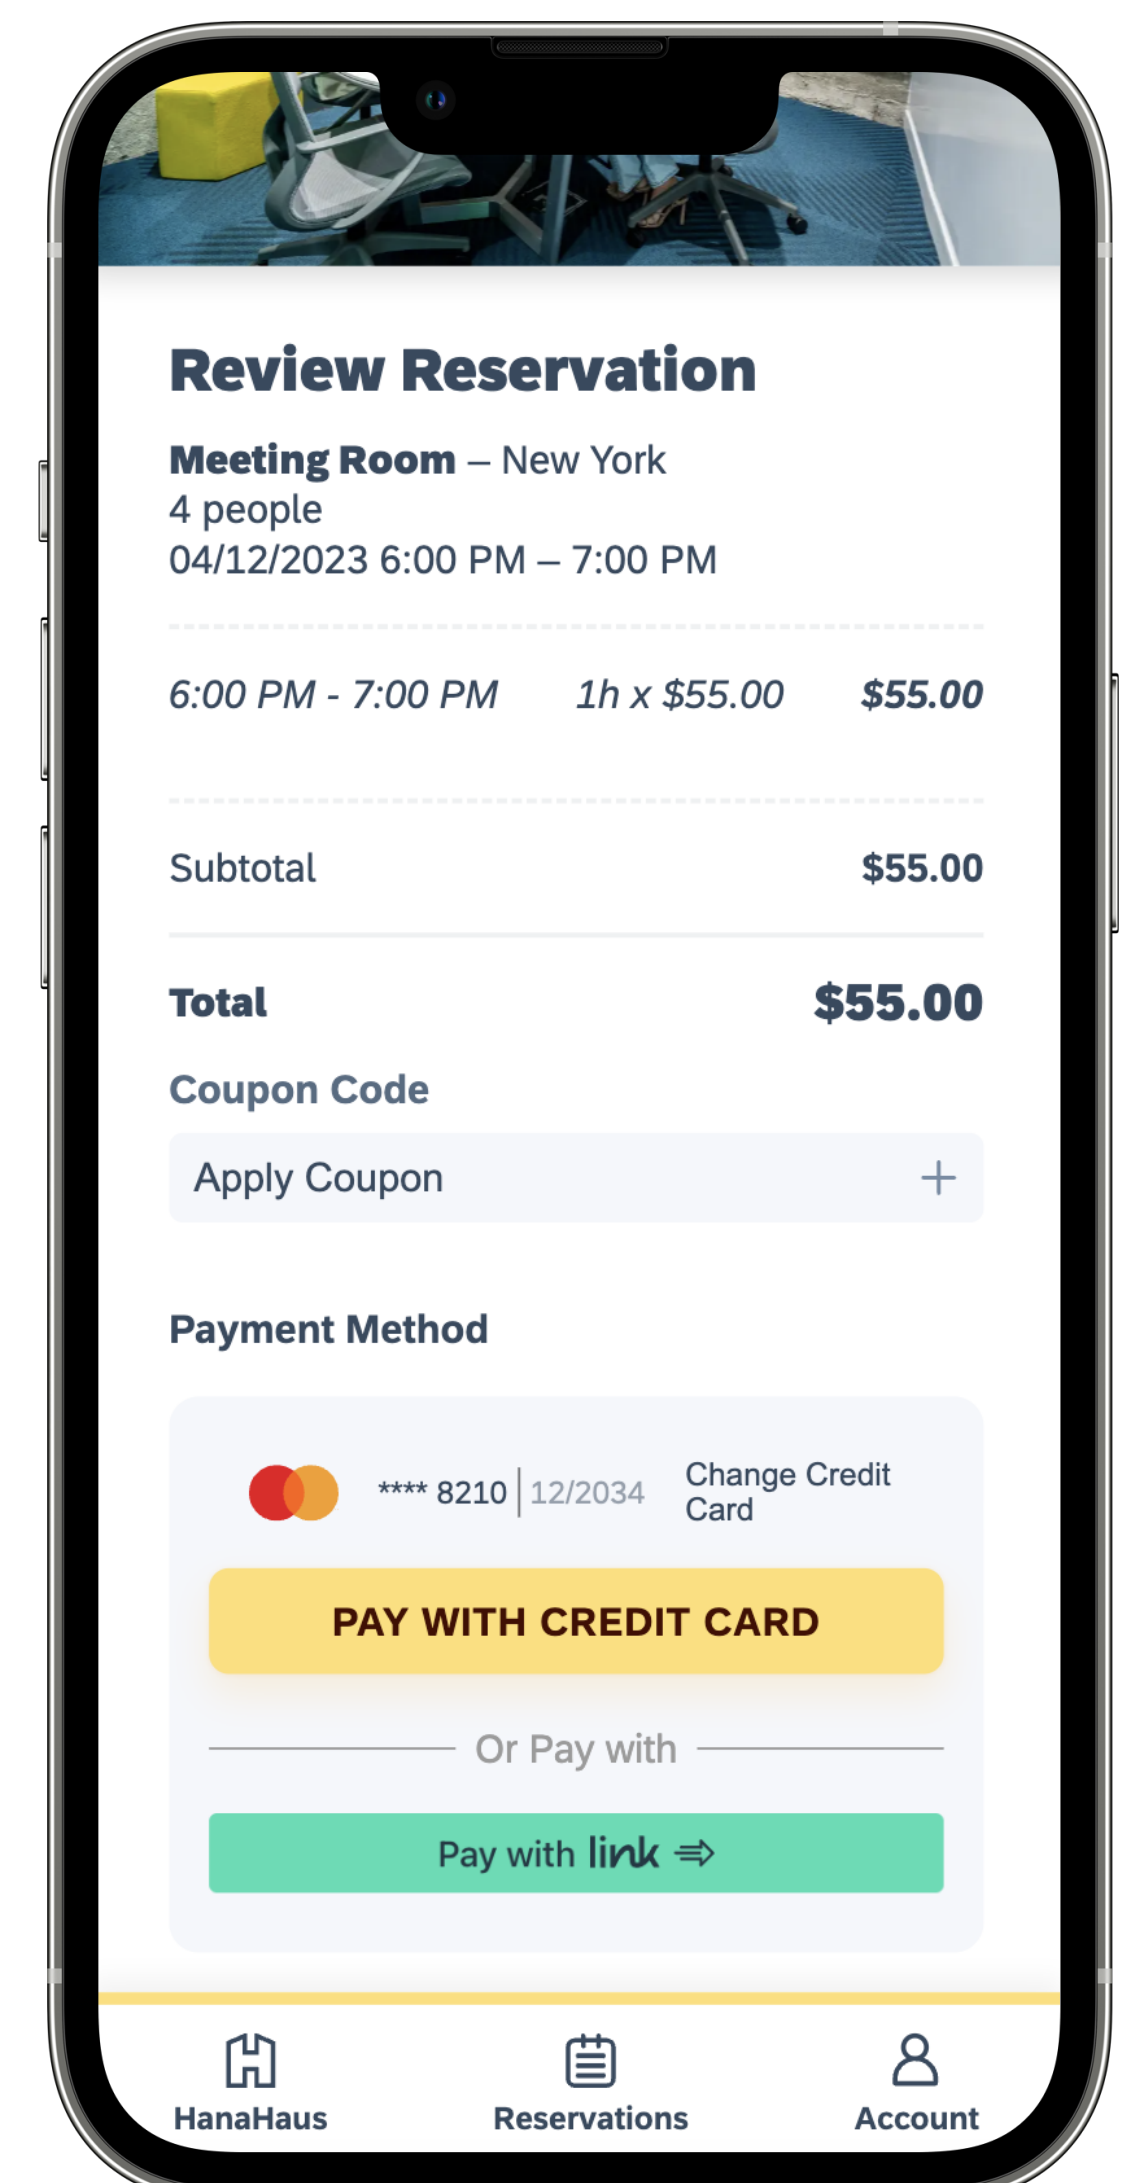 Review Reservation
Meeting Room – New York
4 people
04/12/2023 6:00 PM – 7:00 PM
6:00 PM - 7:00 PM 1h x $55.00 $55.00
Subtotal $55.00
Total $55.00
Coupon Code
Apply Coupon +
Payment Method
**** 8210 | 12/2034 Change Credit
Card
PAY WITH CREDIT CARD
Or Pay with
Pay with link
HanaHaus Reservations Account